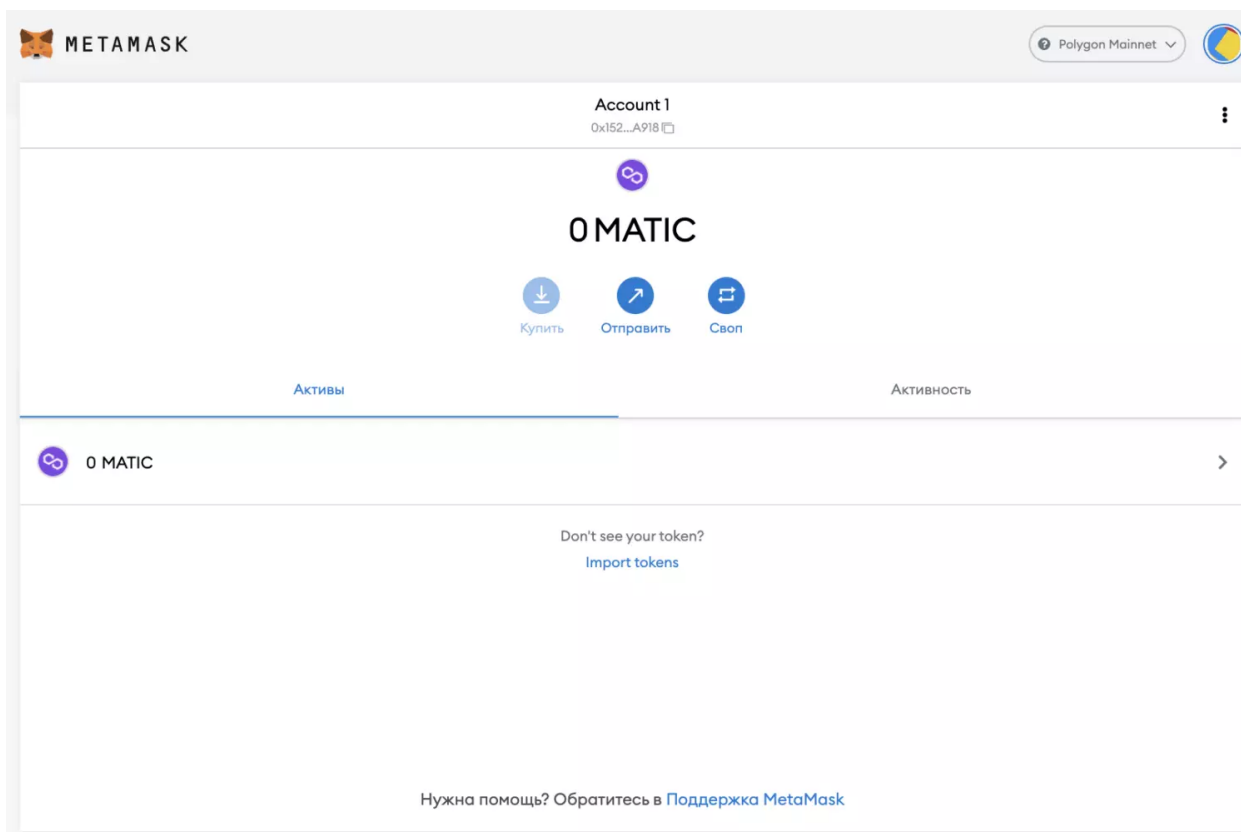 METAMASK
Polygon Mainnet
Account 1
0x152...A918
0 MATIC
Купить
Отправить
Своп
Активы
Активность
0 MATIC
Don't see your token?
Import tokens
Нужна помощь? Обратитесь в Поддержка MetaMask